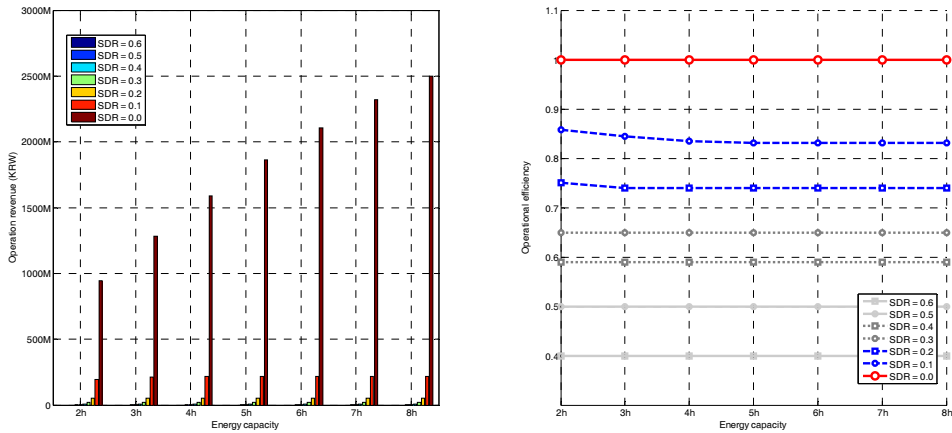 3000M
2500M
2000M
1500M
1000M
500M
0
Operation revenue (KRW)
SDR = 0.6
SDR = 0.5
SDR = 0.4
SDR = 0.3
SDR = 0.2
SDR = 0.1
SDR = 0.0
2h 3h 4h 5h 6h 7h 8h
Energy capacity
1.1
1
0.9
0.8
0.7
0.6
0.5
0.4
Operational efficiency
SDR = 0.6
SDR = 0.5
SDR = 0.4
SDR = 0.3
SDR = 0.2
SDR = 0.1
SDR = 0.0
2h 3h 4h 5h 6h 7h 8h
Energy capacity